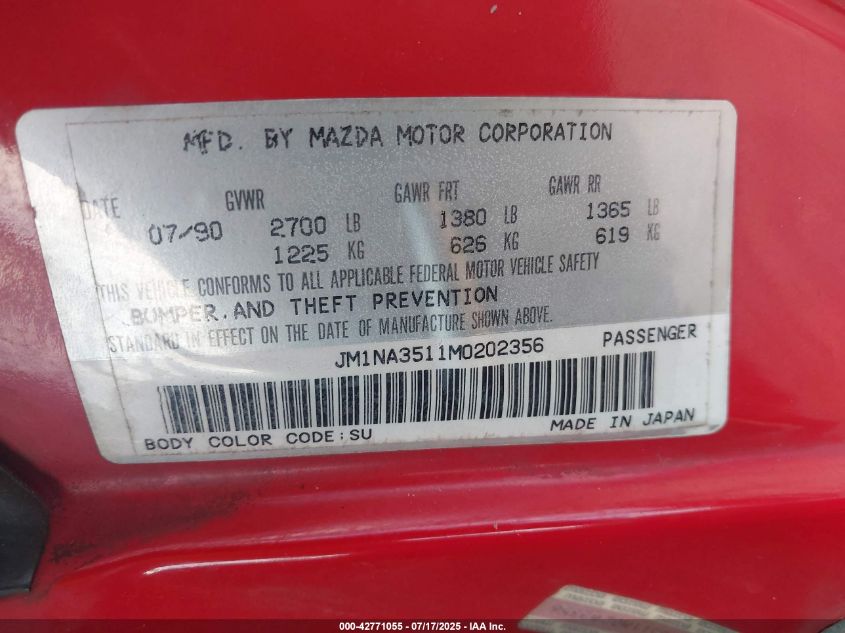 MFD. BY MAZDA MOTOR CORPORATION
DATE GVWR GAWR FRT GAWR RR
07/90 2700 LB 1380 LB 1365 LB
1225 KG 626 KG 619 KG
THIS VEHICLE CONFORMS TO ALL APPLICABLE FEDERAL MOTOR VEHICLE SAFETY
BUMPER.AND THEFT PREVENTION
STANDARD IN EFFECT ON THE DATE OF MANUFACTURE SHOWN ABOVE.
JM1NA3511M0202356 PASSENGER
BODY COLOR CODE:SU MADE IN JAPAN
000-42771055 - 07/17/2025 - IAA Inc.